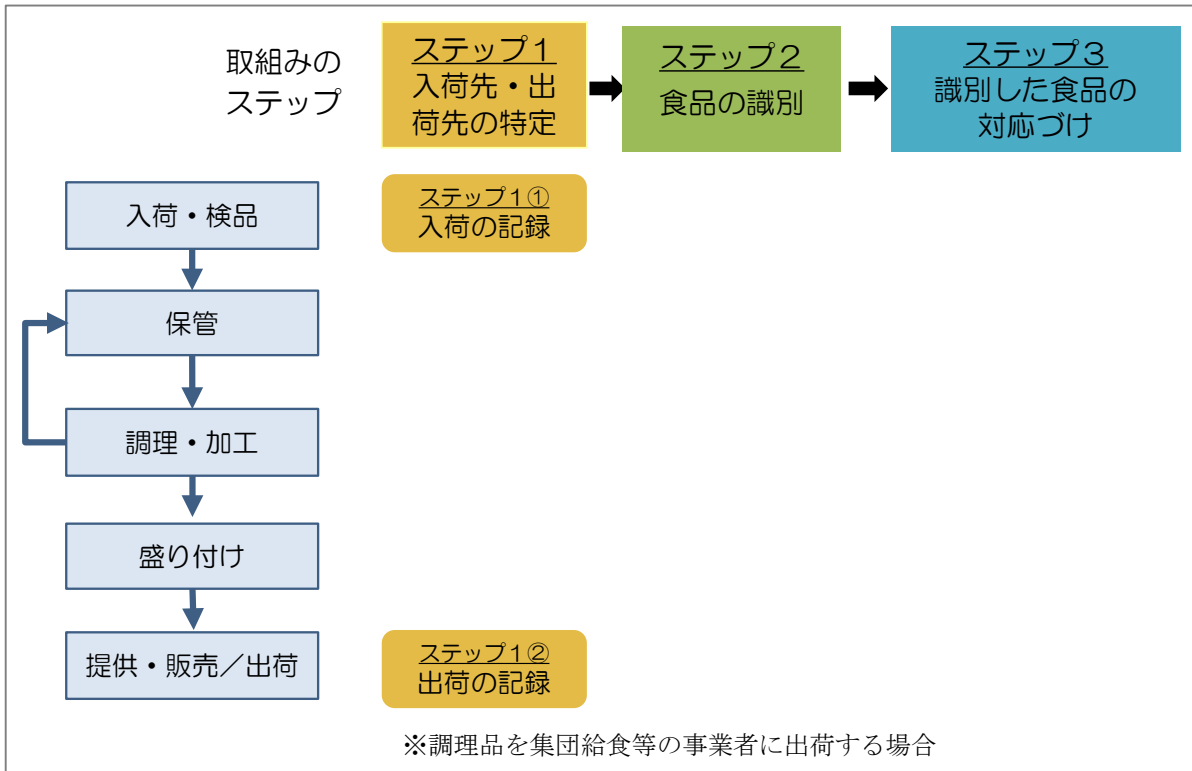 取組みの
ステップ
ステップ１
入荷先・出
荷先の特定
ステップ２
食品の識別
ステップ３
識別した食品の
対応づけ
入荷・検品
ステップ１①
入荷の記録
保管
調理・加工
盛り付け
提供・販売／出荷
ステップ１②
出荷の記録
※調理品を集団給食等の事業者に出荷する場合